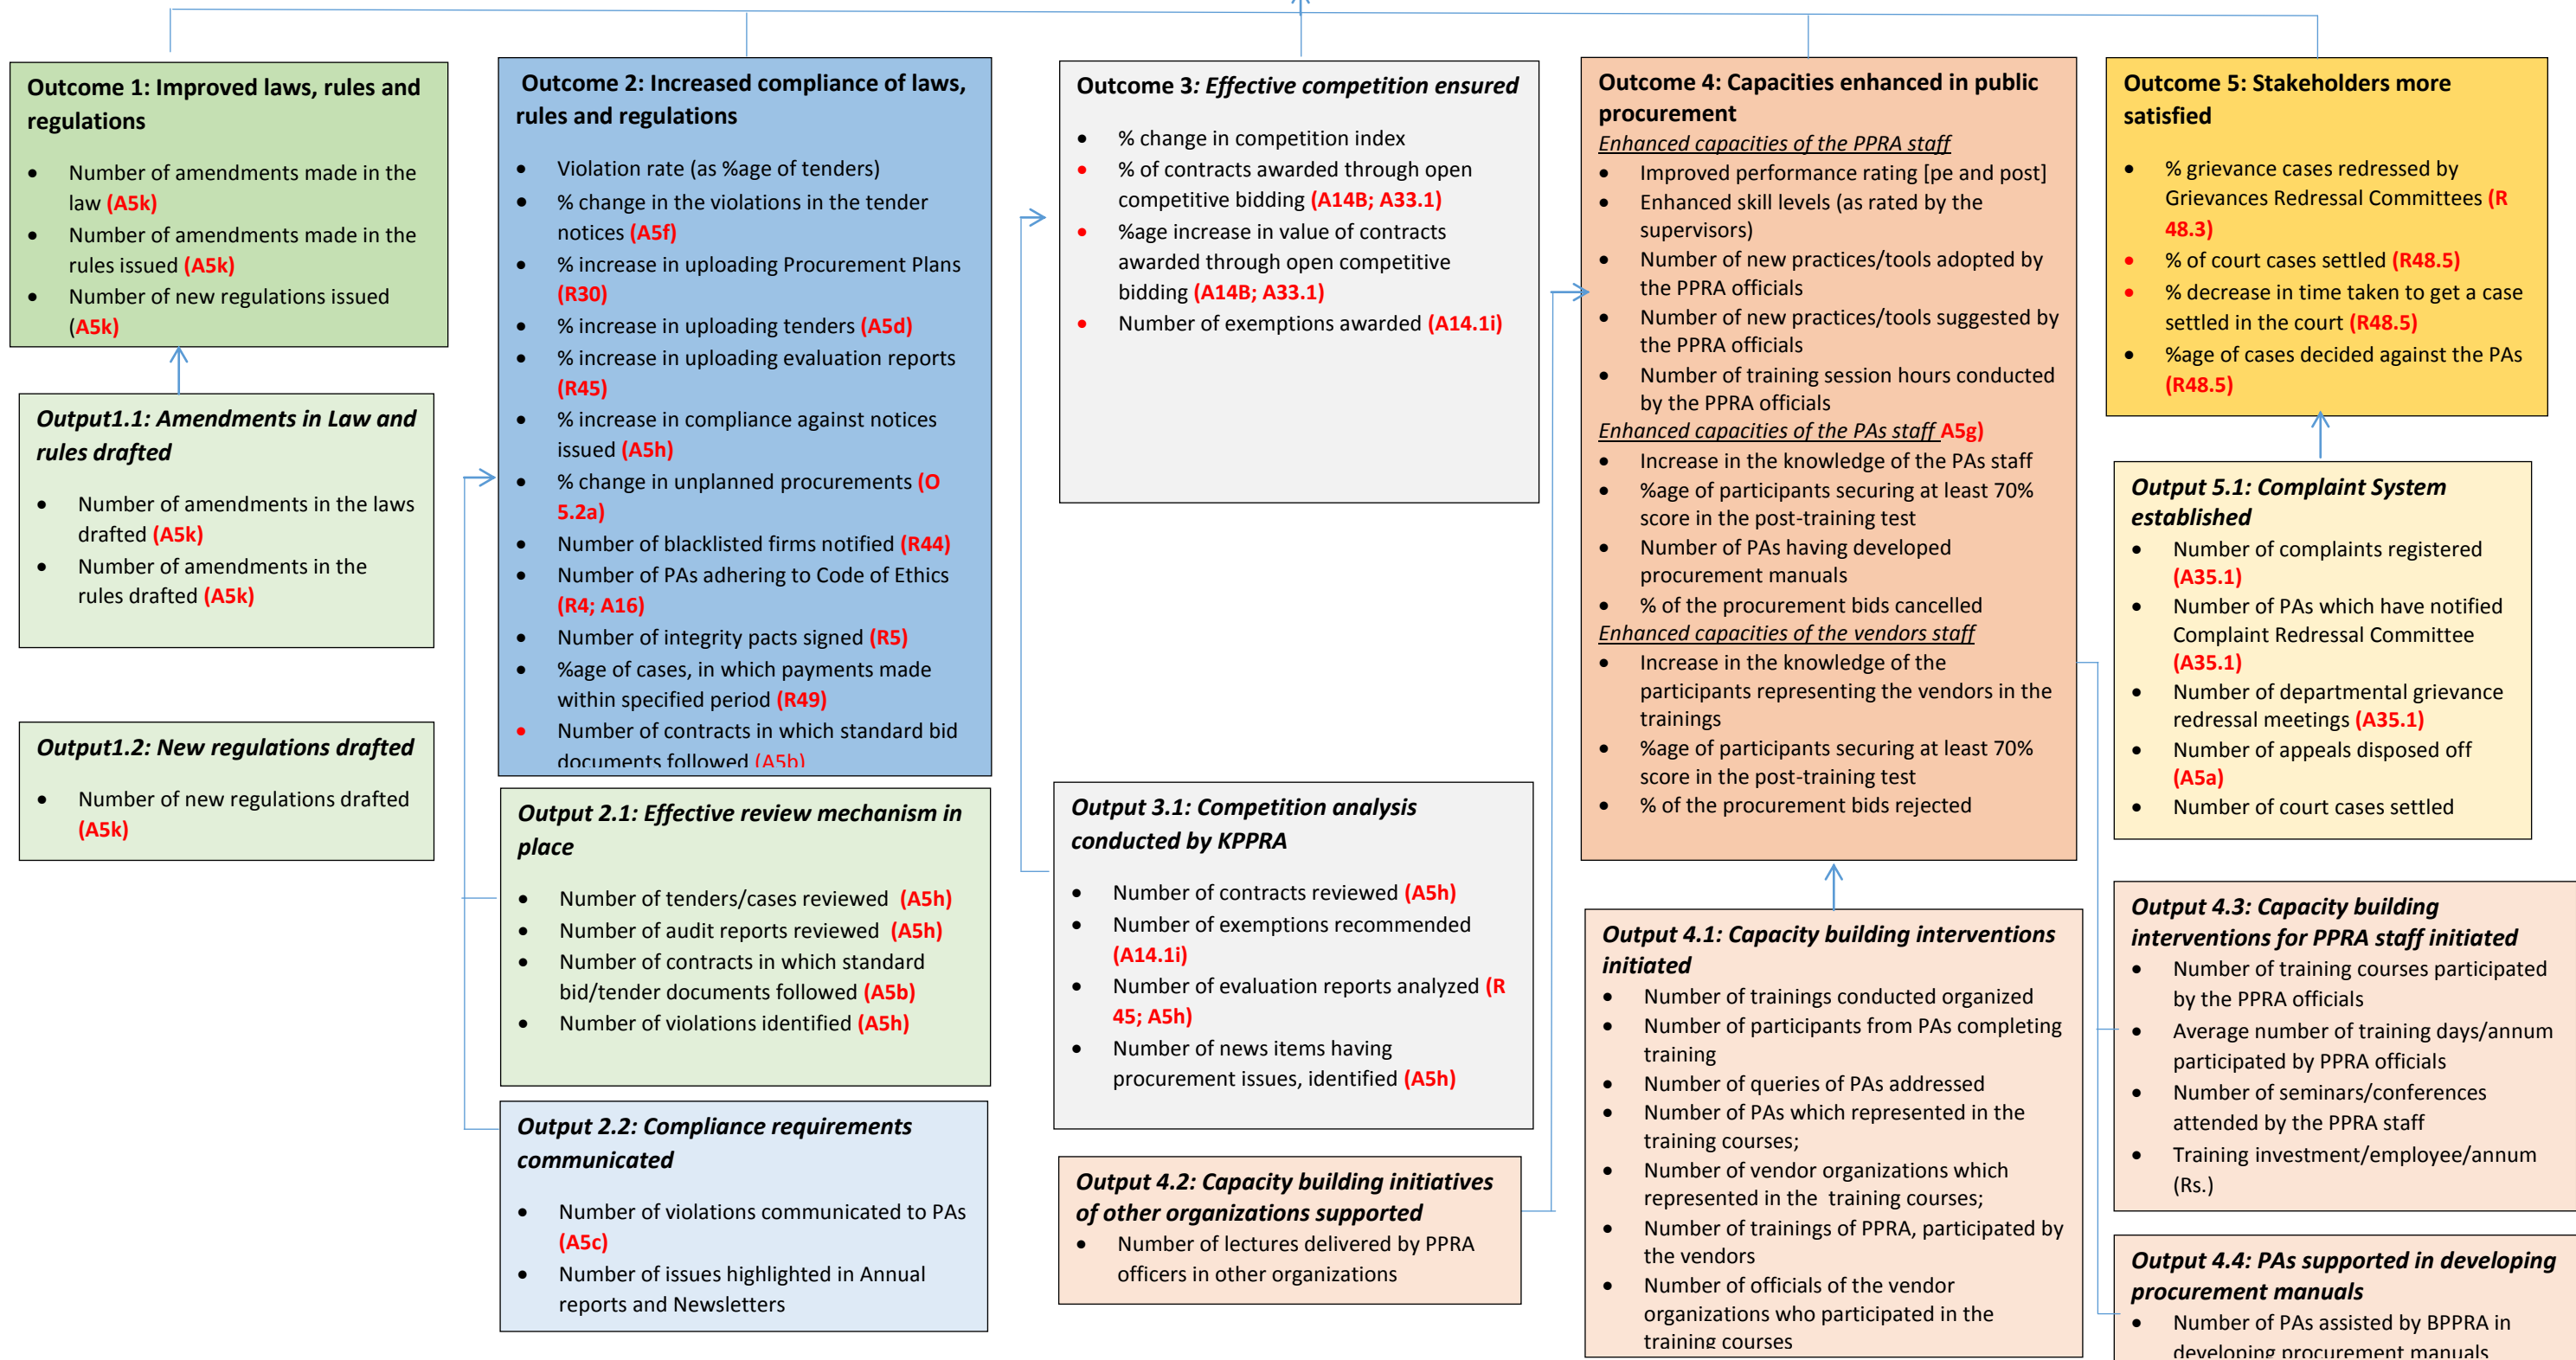 Outcome 1: Improved laws, rules and
regulations
• Number of amendments made in the
law (A5k)
• Number of amendments made in the
rules issued (A5k)
• Number of new regulations issued
(A5k)
Output1.1: Amendments in Law and
rules drafted
• Number of amendments in the laws
drafted (A5k)
• Number of amendments in the
rules drafted (A5k)
Output1.2: New regulations drafted
• Number of new regulations drafted
(A5k)
Outcome 2: Increased compliance of laws,
rules and regulations
• Violation rate (as %age of tenders)
• % change in the violations in the tender
notices (A5f)
• % increase in uploading Procurement Plans
(R30)
• % increase in uploading tenders (A5d)
• % increase in uploading evaluation reports
(R45)
• % increase in compliance against notices
issued (A5h)
• % change in unplanned procurements (O
5.2a)
• Number of blacklisted firms notified (R44)
• Number of PAs adhering to Code of Ethics
(R4; A16)
• Number of integrity pacts signed (R5)
• %age of cases, in which payments made
within specified period (R49)
• Number of contracts in which standard bid
documents followed (A5b)
Output 2.1: Effective review mechanism in
place
• Number of tenders/cases reviewed (A5h)
• Number of audit reports reviewed (A5h)
• Number of contracts in which standard
bid/tender documents followed (A5b)
• Number of violations identified (A5h)
Output 2.2: Compliance requirements
communicated
• Number of violations communicated to PAs
(A5c)
• Number of issues highlighted in Annual
reports and Newsletters
Outcome 3: Effective competition ensured
• % change in competition index
• % of contracts awarded through open
competitive bidding (A14B; A33.1)
• %age increase in value of contracts
awarded through open competitive
bidding (A14B; A33.1)
• Number of exemptions awarded (A14.1i)
Output 3.1: Competition analysis
conducted by KPPRA
• Number of contracts reviewed (A5h)
• Number of exemptions recommended
(A14.1i)
• Number of evaluation reports analyzed (R
45; A5h)
• Number of news items having
procurement issues, identified (A5h)
Output 4.2: Capacity building initiatives
of other organizations supported
• Number of lectures delivered by PPRA
officers in other organizations
Outcome 4: Capacities enhanced in public
procurement
Enhanced capacities of the PPRA staff
• Improved performance rating [pe and post]
• Enhanced skill levels (as rated by the
supervisors)
• Number of new practices/tools adopted by
the PPRA officials
• Number of new practices/tools suggested by
the PPRA officials
• Number of training session hours conducted
by the PPRA officials
Enhanced capacities of the PAs staff A5g)
• Increase in the knowledge of the PAs staff
• %age of participants securing at least 70%
score in the post-training test
• Number of PAs having developed
procurement manuals
• % of the procurement bids cancelled
Enhanced capacities of the vendors staff
• Increase in the knowledge of the
participants representing the vendors in the
trainings
• %age of participants securing at least 70%
score in the post-training test
• % of the procurement bids rejected
Output 4.1: Capacity building interventions
initiated
• Number of trainings conducted organized
• Number of participants from PAs completing
training
• Number of queries of PAs addressed
• Number of PAs which represented in the
training courses;
• Number of vendor organizations which
represented in the training courses;
• Number of trainings of PPRA, participated by
the vendors
• Number of officials of the vendor
organizations who participated in the
training courses
Outcome 5: Stakeholders more
satisfied
• % grievance cases redressed by
Grievances Redressal Committees (R
48.3)
• % of court cases settled (R48.5)
• % decrease in time taken to get a case
settled in the court (R48.5)
• %age of cases decided against the PAs
(R48.5)
Output 5.1: Complaint System
established
• Number of complaints registered
(A35.1)
• Number of PAs which have notified
Complaint Redressal Committee
(A35.1)
• Number of departmental grievance
redressal meetings (A35.1)
• Number of appeals disposed off
(A5a)
• Number of court cases settled
Output 4.3: Capacity building
interventions for PPRA staff initiated
• Number of training courses participated
by the PPRA officials
• Average number of training days/annum
participated by PPRA officials
• Number of seminars/conferences
attended by the PPRA staff
• Training investment/employee/annum
(Rs.)
Output 4.4: PAs supported in developing
procurement manuals
• Number of PAs assisted by BPPRA in
developing procurement manuals